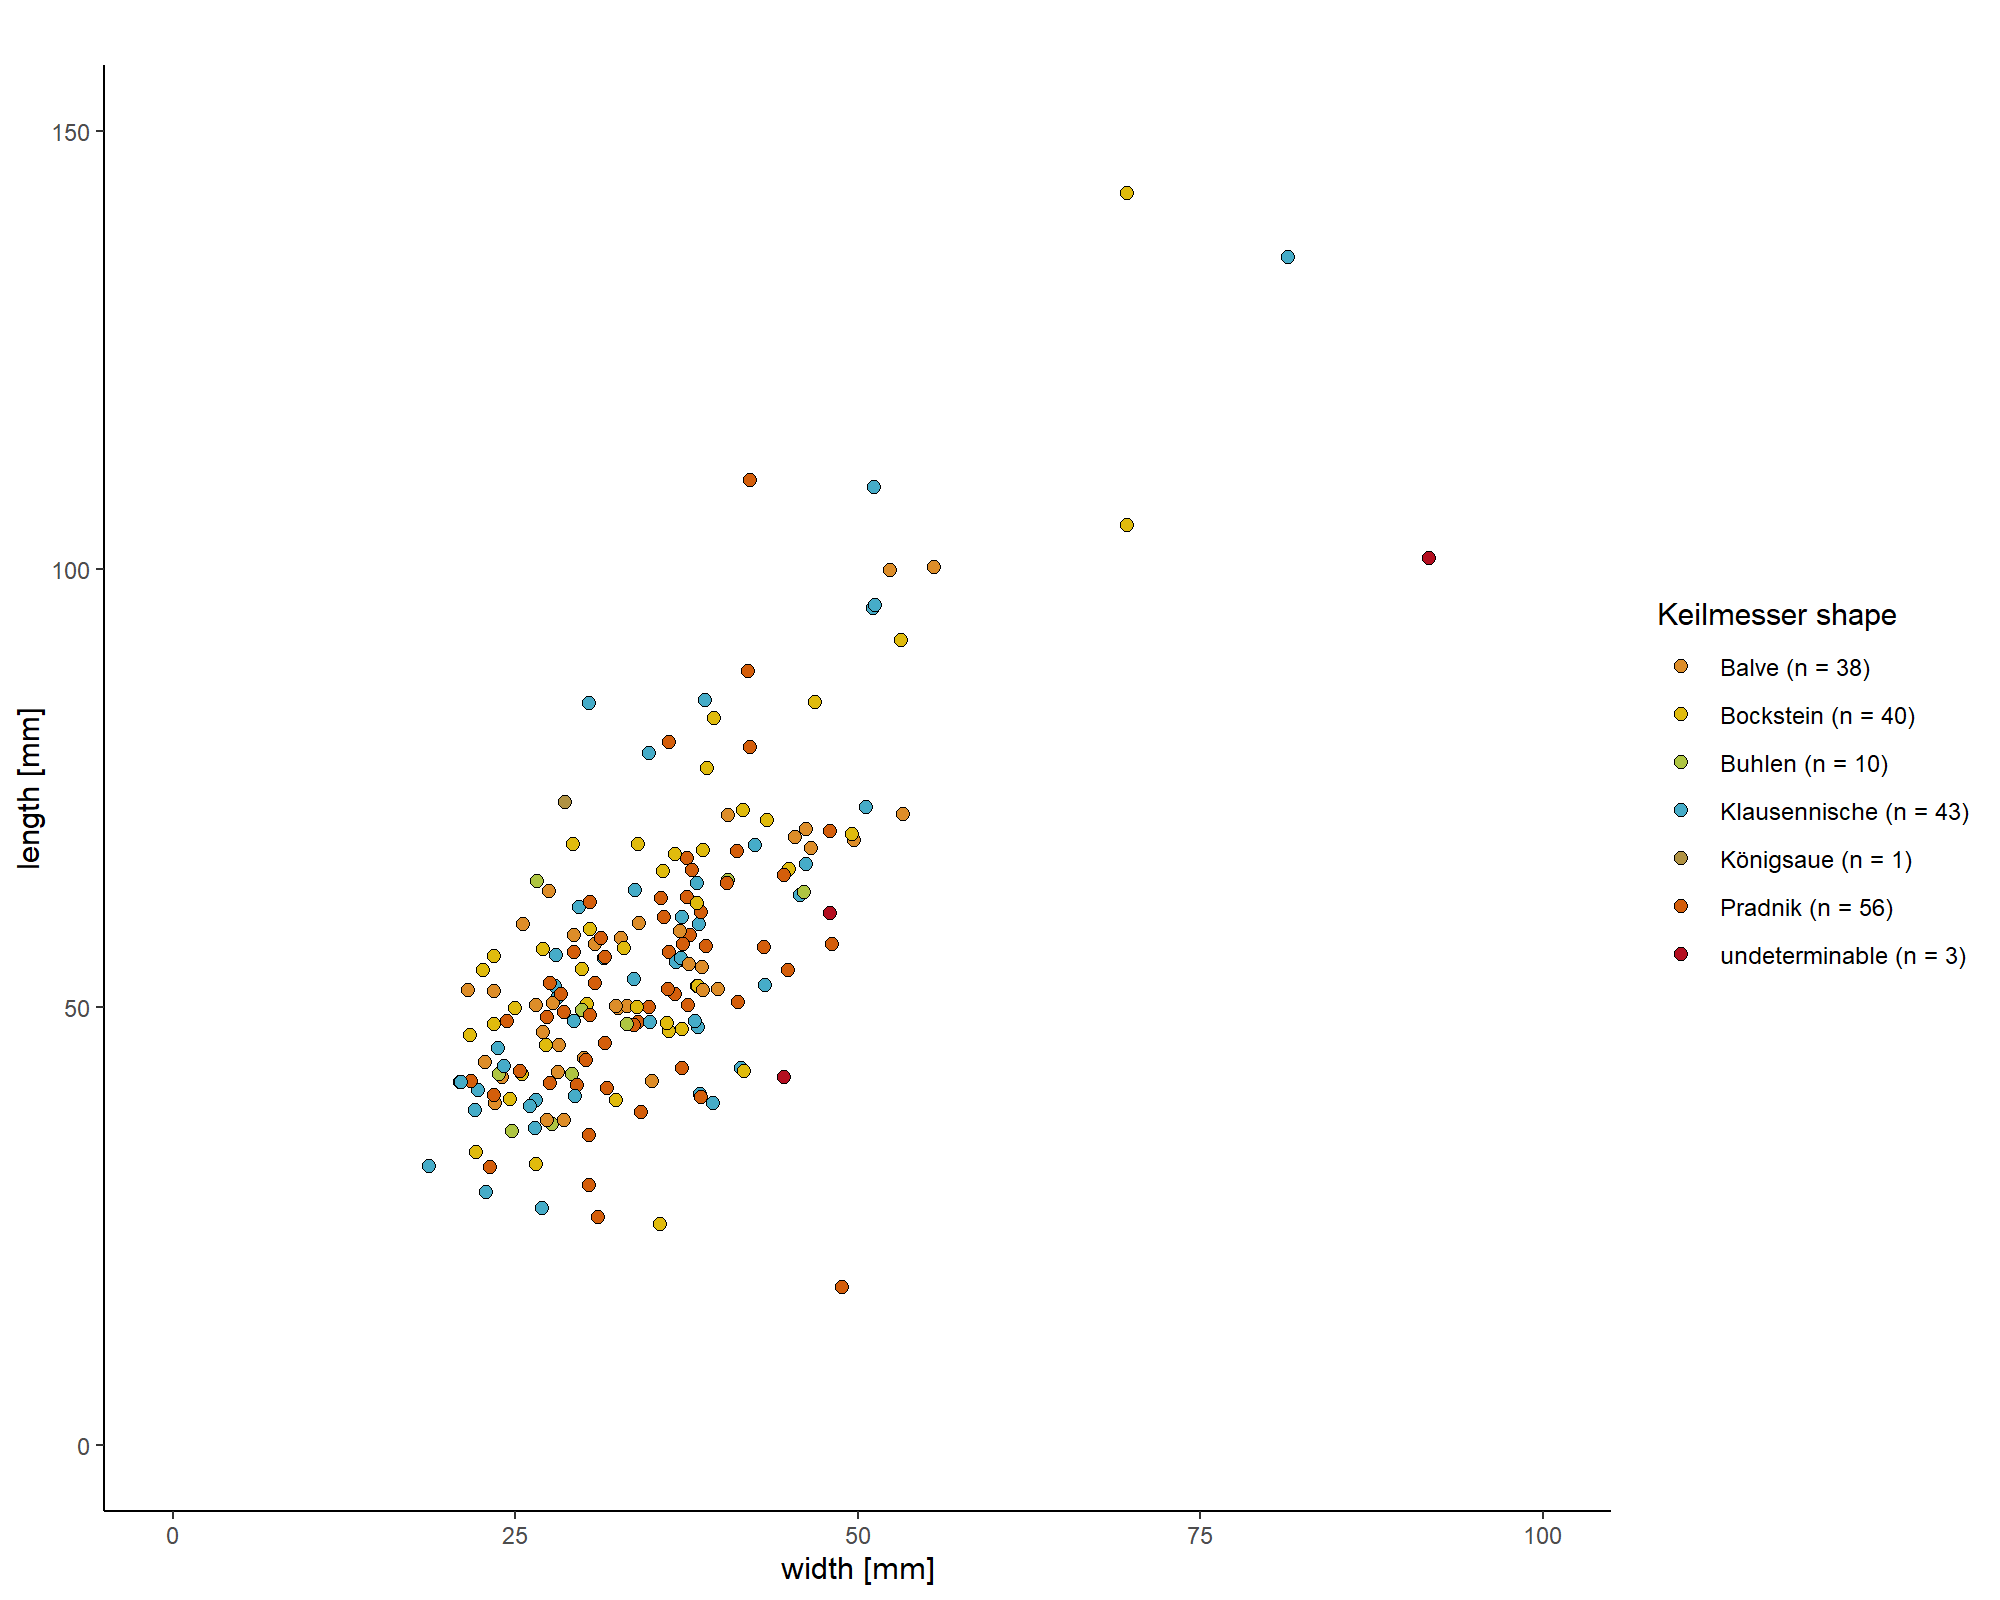 150
100
50
0
length [mm]
0 25 50 75 100
width [mm]
Keilmesser shape
Balve (n = 38)
Bockstein (n = 40)
Buhlen (n = 10)
Klausennische (n = 43)
Königsaue (n = 1)
Pradnik (n = 56)
undeterminable (n = 3)